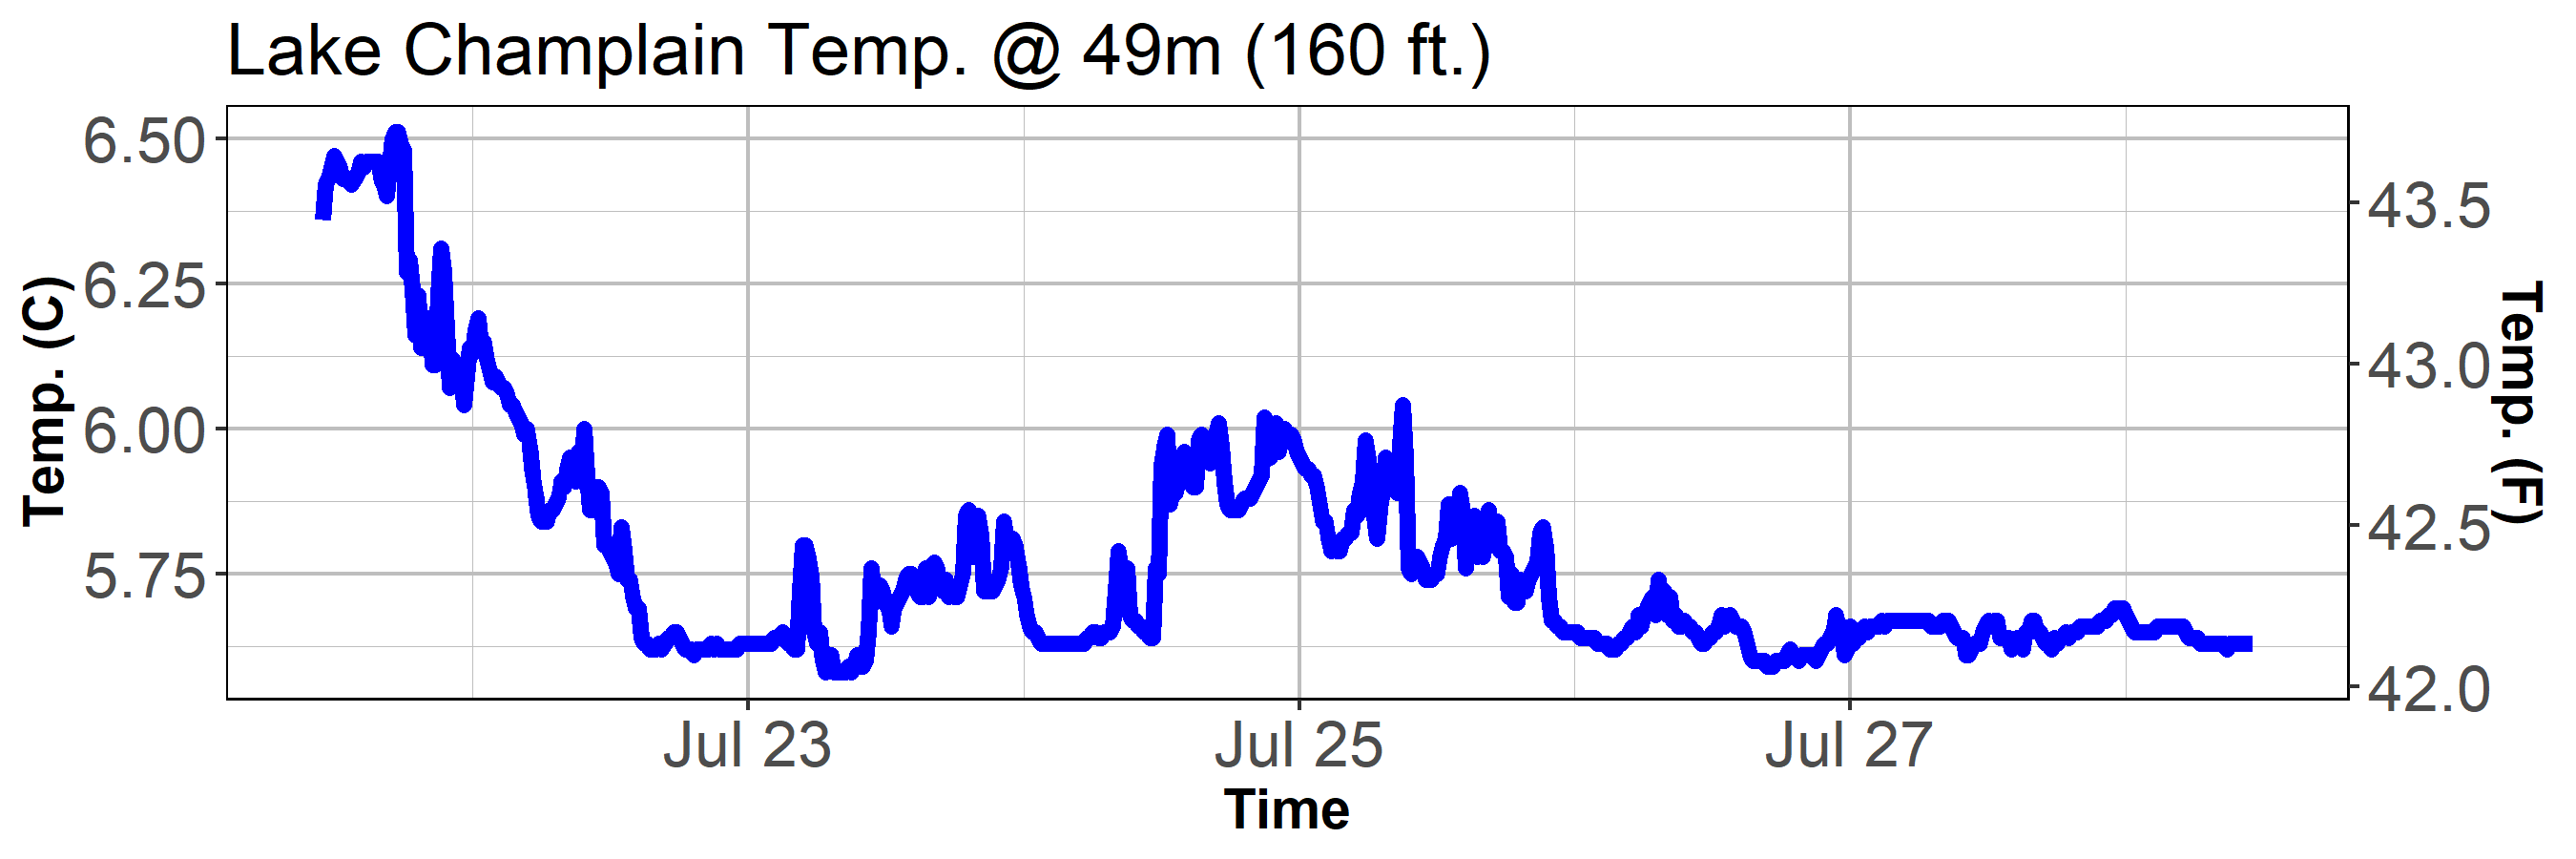 Lake Champlain Temp. @ 49m (160 ft.)
Temp. (C)
6.50
6.25
6.00
5.75
43.5
43.0
42.5
42.0
Temp. (F)
Jul 23
Jul 25
Jul 27
Time